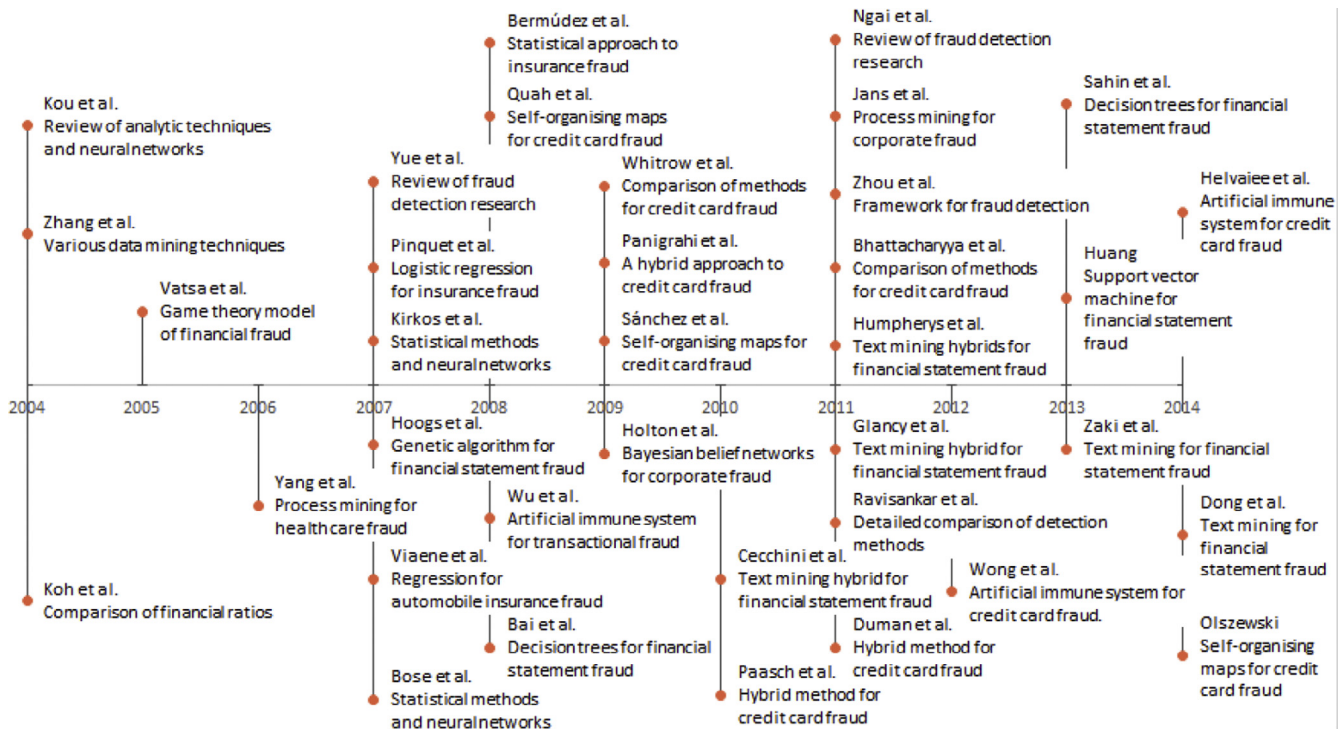 Kou et al.
Review of analytic techniques
and neural networks
Zhang et al.
Various data mining techniques
Koh et al.
Comparison of financial ratios
Vatsa et al.
Game theory model
of financial fraud
Yang et al.
Process mining for
healthcare fraud
Yue et al.
Review of fraud
detection research
Pinquet et al.
Logistic regression
for insurance fraud
Kirkos et al.
Statistical methods
and neural networks
Hoogs et al.
Genetic algorithm for
financial statement fraud
Viaene et al.
Regression for
automobile insurance fraud
Bose et al.
Statistical methods
and neural networks
Bermúdez et al.
Statistical approach to
insurance fraud
Quah et al.
Self-organising maps
for credit card fraud
Wu et al.
Artificial immune system
for transactional fraud
Bai et al.
Decision trees for financial
statement fraud
Whitrow et al.
Comparison of methods
for credit card fraud
Panigrahi et al.
A hybrid approach to
credit card fraud
Sánchez et al.
Self-organising maps for
credit card fraud
Holton et al.
Bayesian belief networks
for corporate fraud
Cecchini et al.
Text mining hybrid for
financial statement fraud
Paasch et al.
Hybrid method for
credit card fraud
Ngai et al.
Review of fraud detection
research
Jans et al.
Process mining for
corporate fraud
Zhou et al.
Framework for fraud detection
Bhattacharyya et al.
Comparison of methods
for credit card fraud
Humpherys et al.
Text mining hybrids for
financial statement fraud
Glancy et al.
Text mining hybrid for
financial statement fraud
Ravisankar et al.
Detailed comparison of detection
methods
Duman et al.
Hybrid method for
credit card fraud
Wong et al.
Artificial immune system for
credit card fraud.
Sahin et al.
Decision trees for financial
statement fraud
Huang
Support vector
machine for
financial statement
fraud
Zaki et al.
Text mining for financial
statement fraud
Helvaiee et al.
Artificial immune
system for credit
card fraud
Dong et al.
Text mining for
financial
statement fraud
Olszewski
Self-organising
maps for credit
card fraud
2004 2005 2006 2007 2008 2009 2010 2011 2012 2013 2014